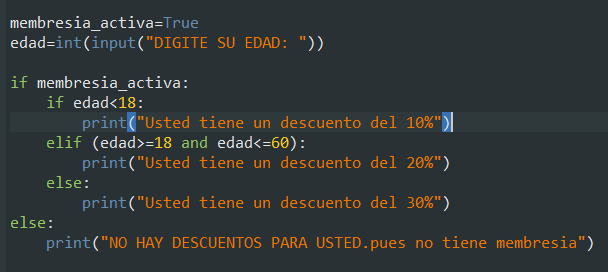 membresia_activa=True
edad=int(input("DIGITE SU EDAD: "))
if membresia_activa:
    if edad<18:
        print("Usted tiene un descuento del 10%")
    elif (edad>=18 and edad<=60):
        print("Usted tiene un descuento del 20%")
    else:
        print("Usted tiene un descuento del 30%")
else:
    print("NO HAY DESCUENTOS PARA USTED.pues no tiene membresia")